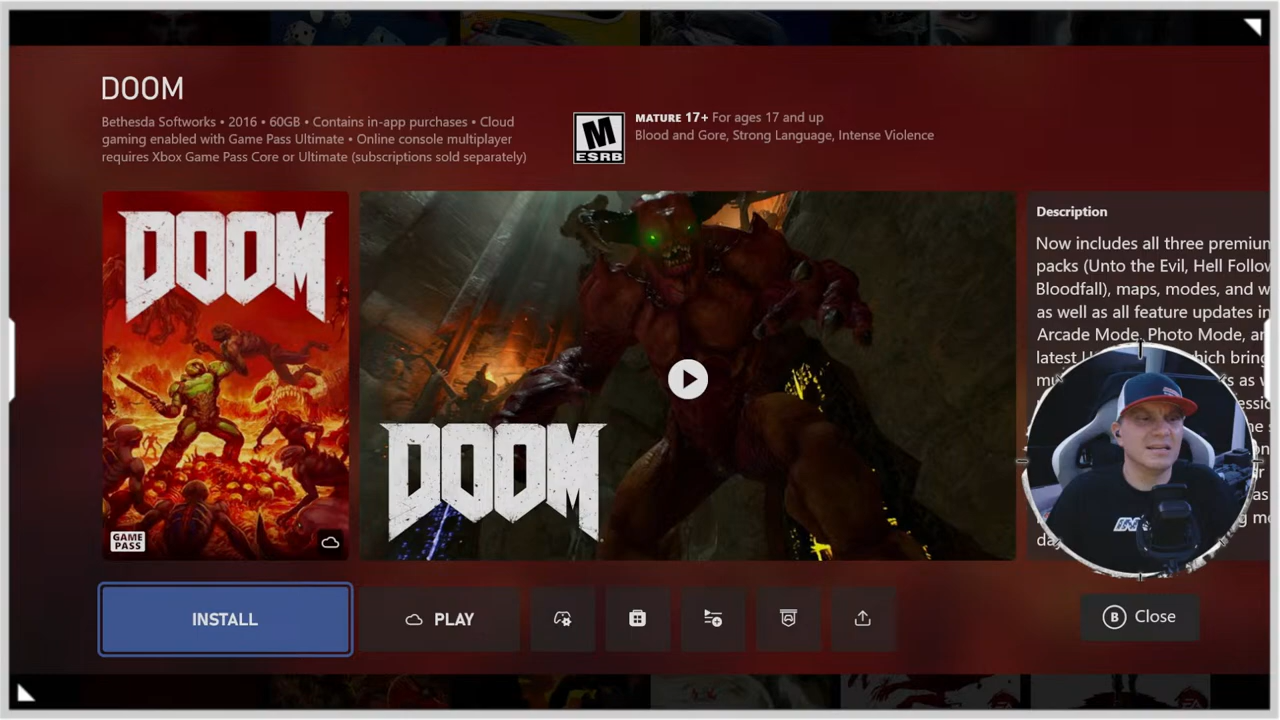 DOOM
Bethesda Softworks • 2016 • 60GB • Contains in-app purchases • Cloud
gaming enabled with Game Pass Ultimate • Online console multiplayer
requires Xbox Game Pass Core or Ultimate (subscriptions sold separately)
M
ESRB
MATURE 17+ For ages 17 and up
Blood and Gore, Strong Language, Intense Violence
DOOM
GAME
PASS
DOOM
Description
Now includes all three premium
packs (Unto the Evil, Hell Follow
Bloodfall), maps, modes, and w
as well as all feature updates in
Arcade Mode, Photo Mode, an
latest which bring
as w
INSTALL
PLAY
B Close